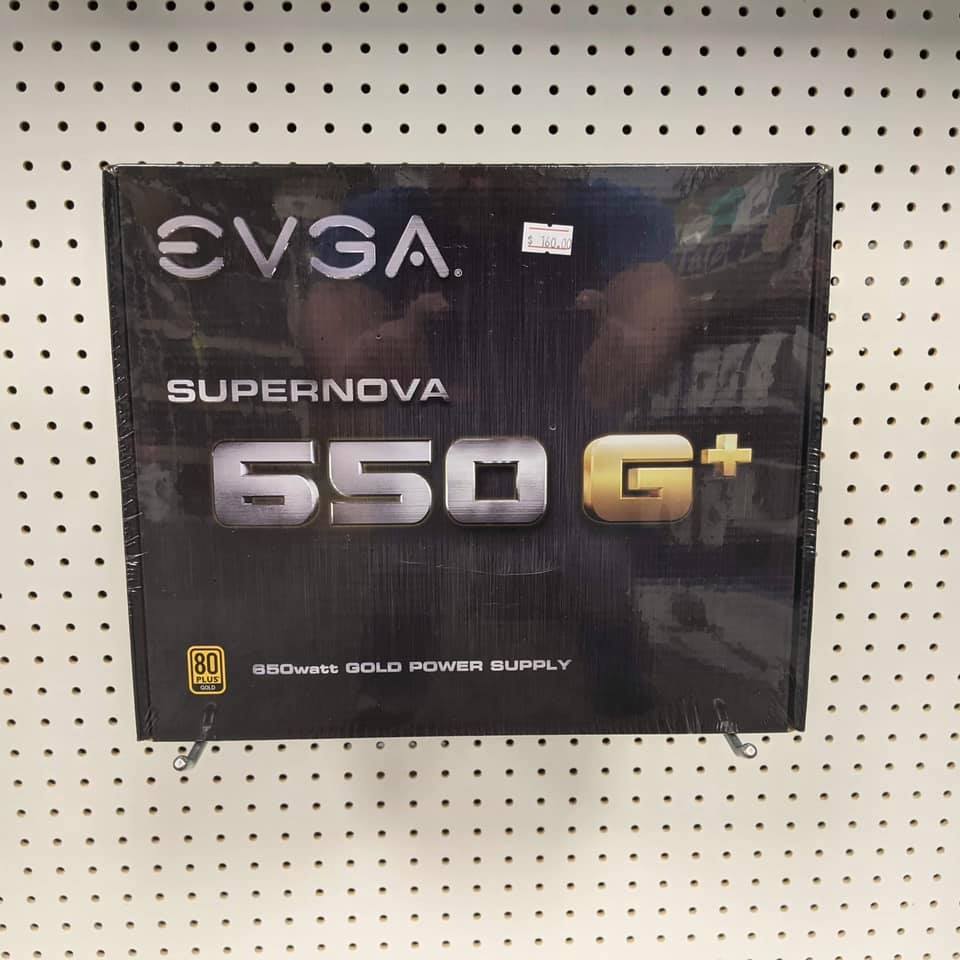 EVGA®
$ 160.00
SUPERNOVA
650 G+
80
PLUS
GOLD
650watt GOLD POWER SUPPLY